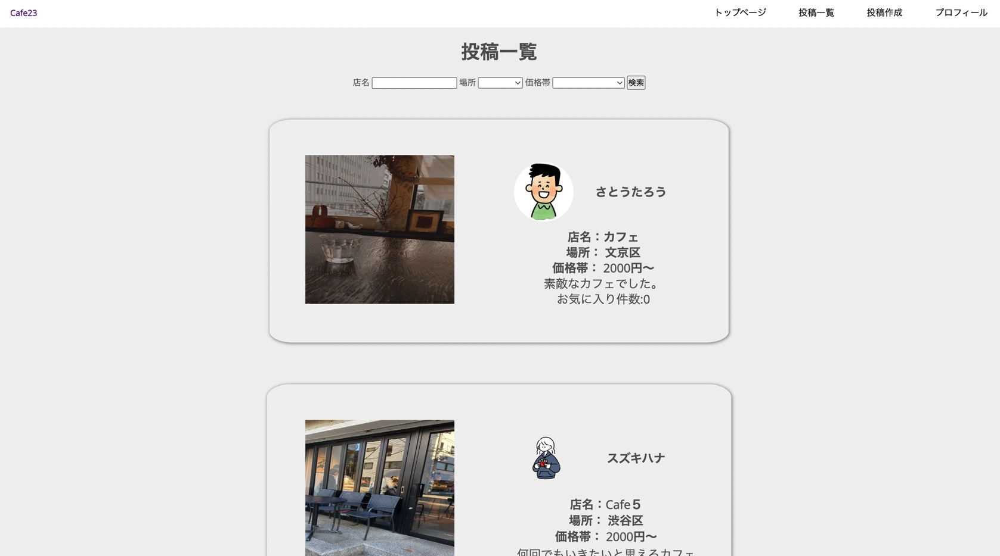 Cafe23
トップページ 投稿一覧 投稿作成 プロフィール
投稿一覧
店名 場所 価格帯 検索
さとうたろう
店名：カフェ
場所： 文京区
価格帯： 2000円〜
素敵なカフェでした。
お気に入り件数:0
スズキハナ
店名：Cafe５
場所： 渋谷区
価格帯： 2000円〜
何回でもいきたいと思えるカフェ